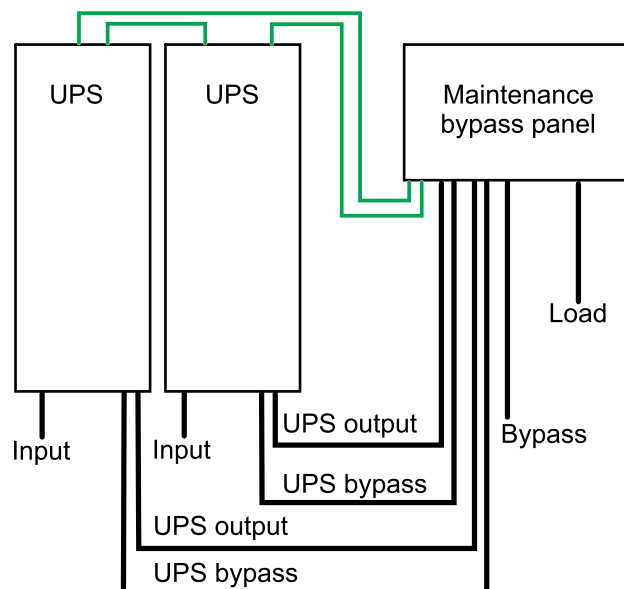 UPS
UPS
Maintenance
bypass panel
Load
Input
Input
UPS output
Bypass
UPS bypass
UPS output
UPS bypass